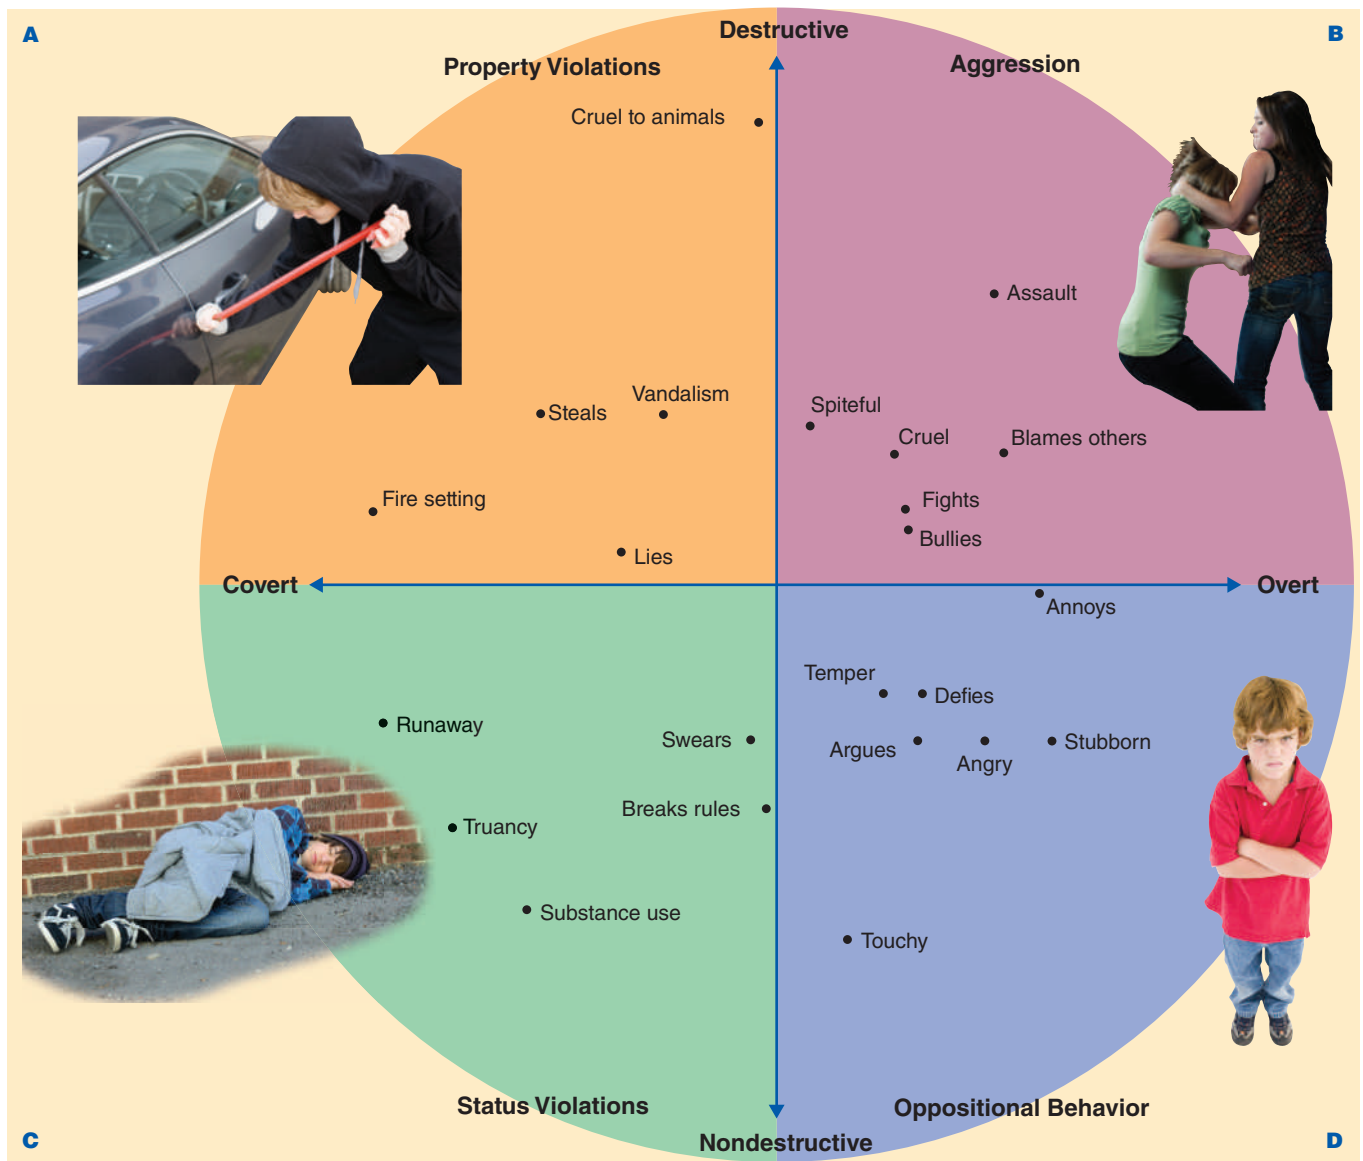 A
Destructive
B
Property Violations
Aggression
Cruel to animals
Assault
Vandalism
Steals
Spiteful
Cruel
Blames others
Fire setting
Fights
Bullies
Lies
Covert
Overt
Annoys
Temper
Defies
Runaway
Swears
Argues
Stubborn
Angry
Breaks rules
Truancy
Substance use
Touchy
Status Violations
Oppositional Behavior
C
Nondestructive
D